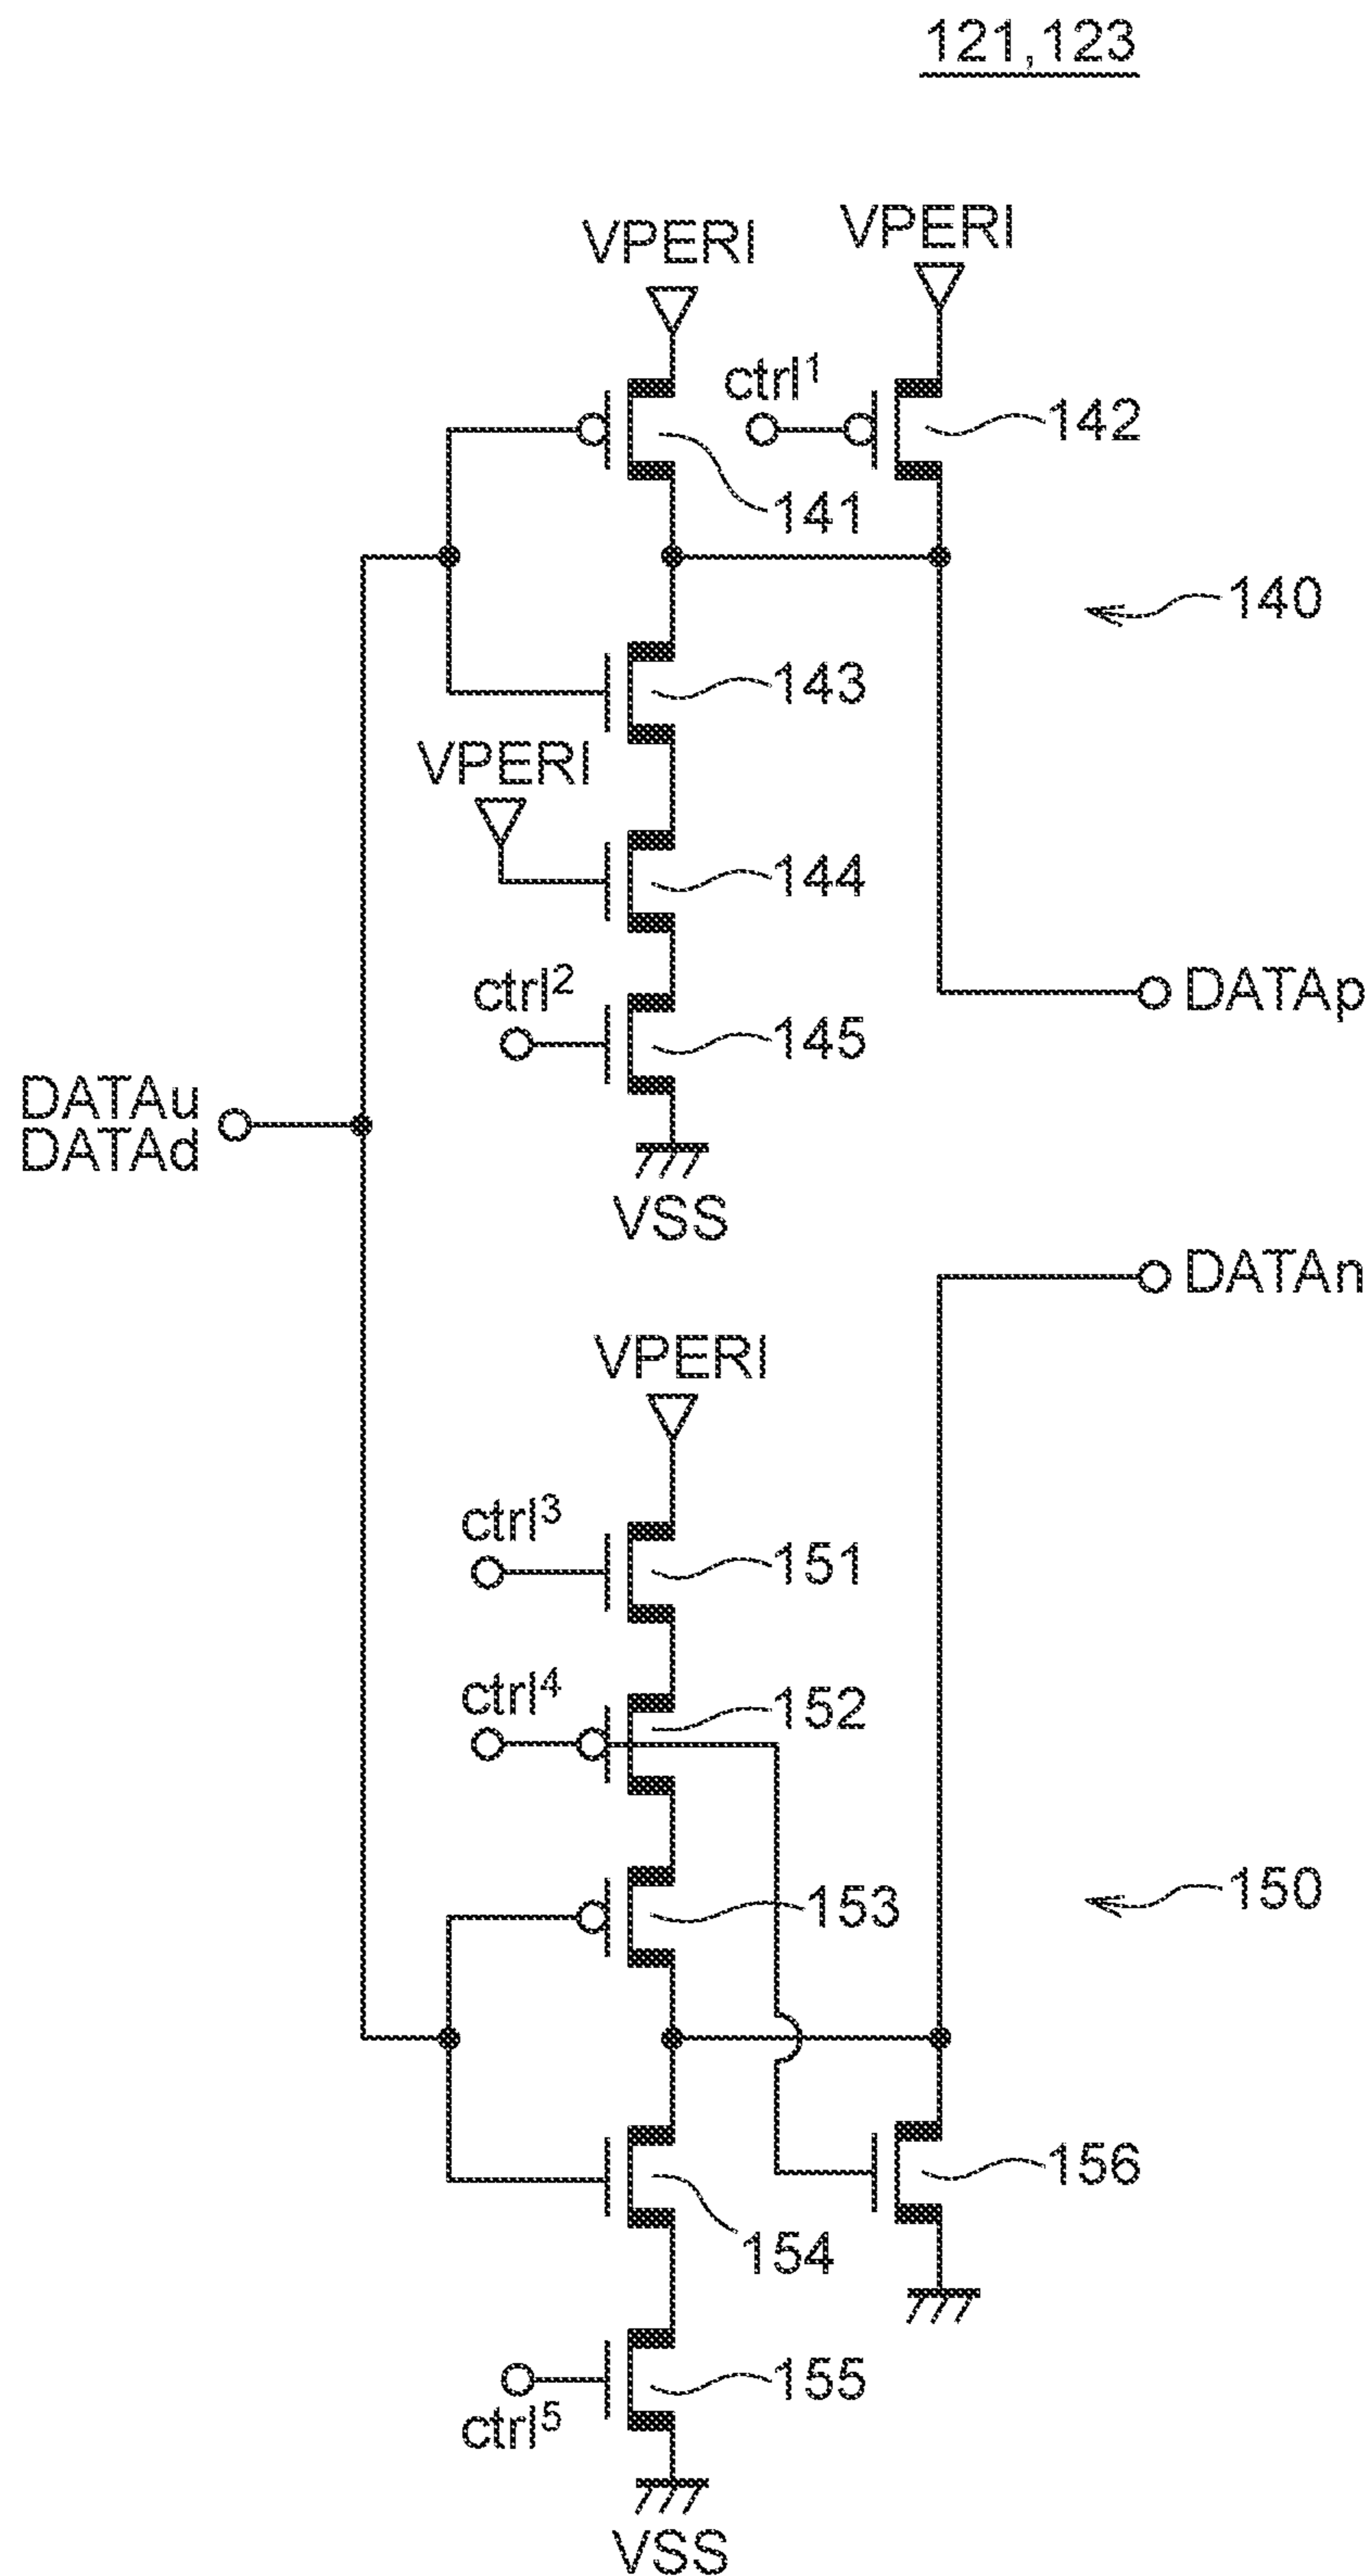 121,123
VPERI
VPERI
ctrl1
142
141
140
143
VPERI
144
ctrl2
DATAp
145
DATAu
DATAd
VSS
DATAn
VPERI
ctrl3
151
ctrl4
152
153
150
156
154
155
ctrl5
VSS